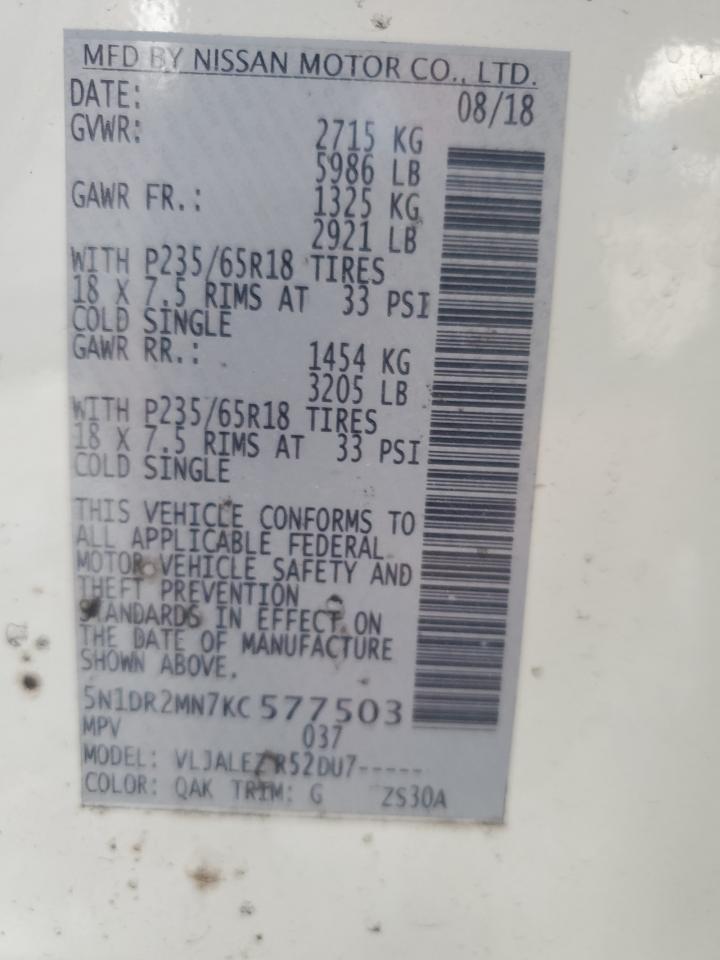 MFD BY NISSAN MOTOR CO., LTD.
DATE: 08/18
GVWR: 2715 KG
5986 LB
GAWR FR.: 1325 KG
2921 LB
WITH P235/65R18 TIRES
18 X 7.5 RIMS AT 33 PSI
COLD SINGLE
GAWR RR.: 1454 KG
3205 LB
WITH P235/65R18 TIRES
18 X 7.5 RIMS AT 33 PSI
COLD SINGLE
THIS VEHICLE CONFORMS TO
ALL APPLICABLE FEDERAL
MOTOR VEHICLE SAFETY AND
THEFT PREVENTION
STANDARDS IN EFFECT ON
THE DATE OF MANUFACTURE
SHOWN ABOVE.
5N1DR2MN7KC577503
MPV 037
MODEL: VLJALEZ R52DU7-----
COLOR: QAK TRIM: G ZS30A